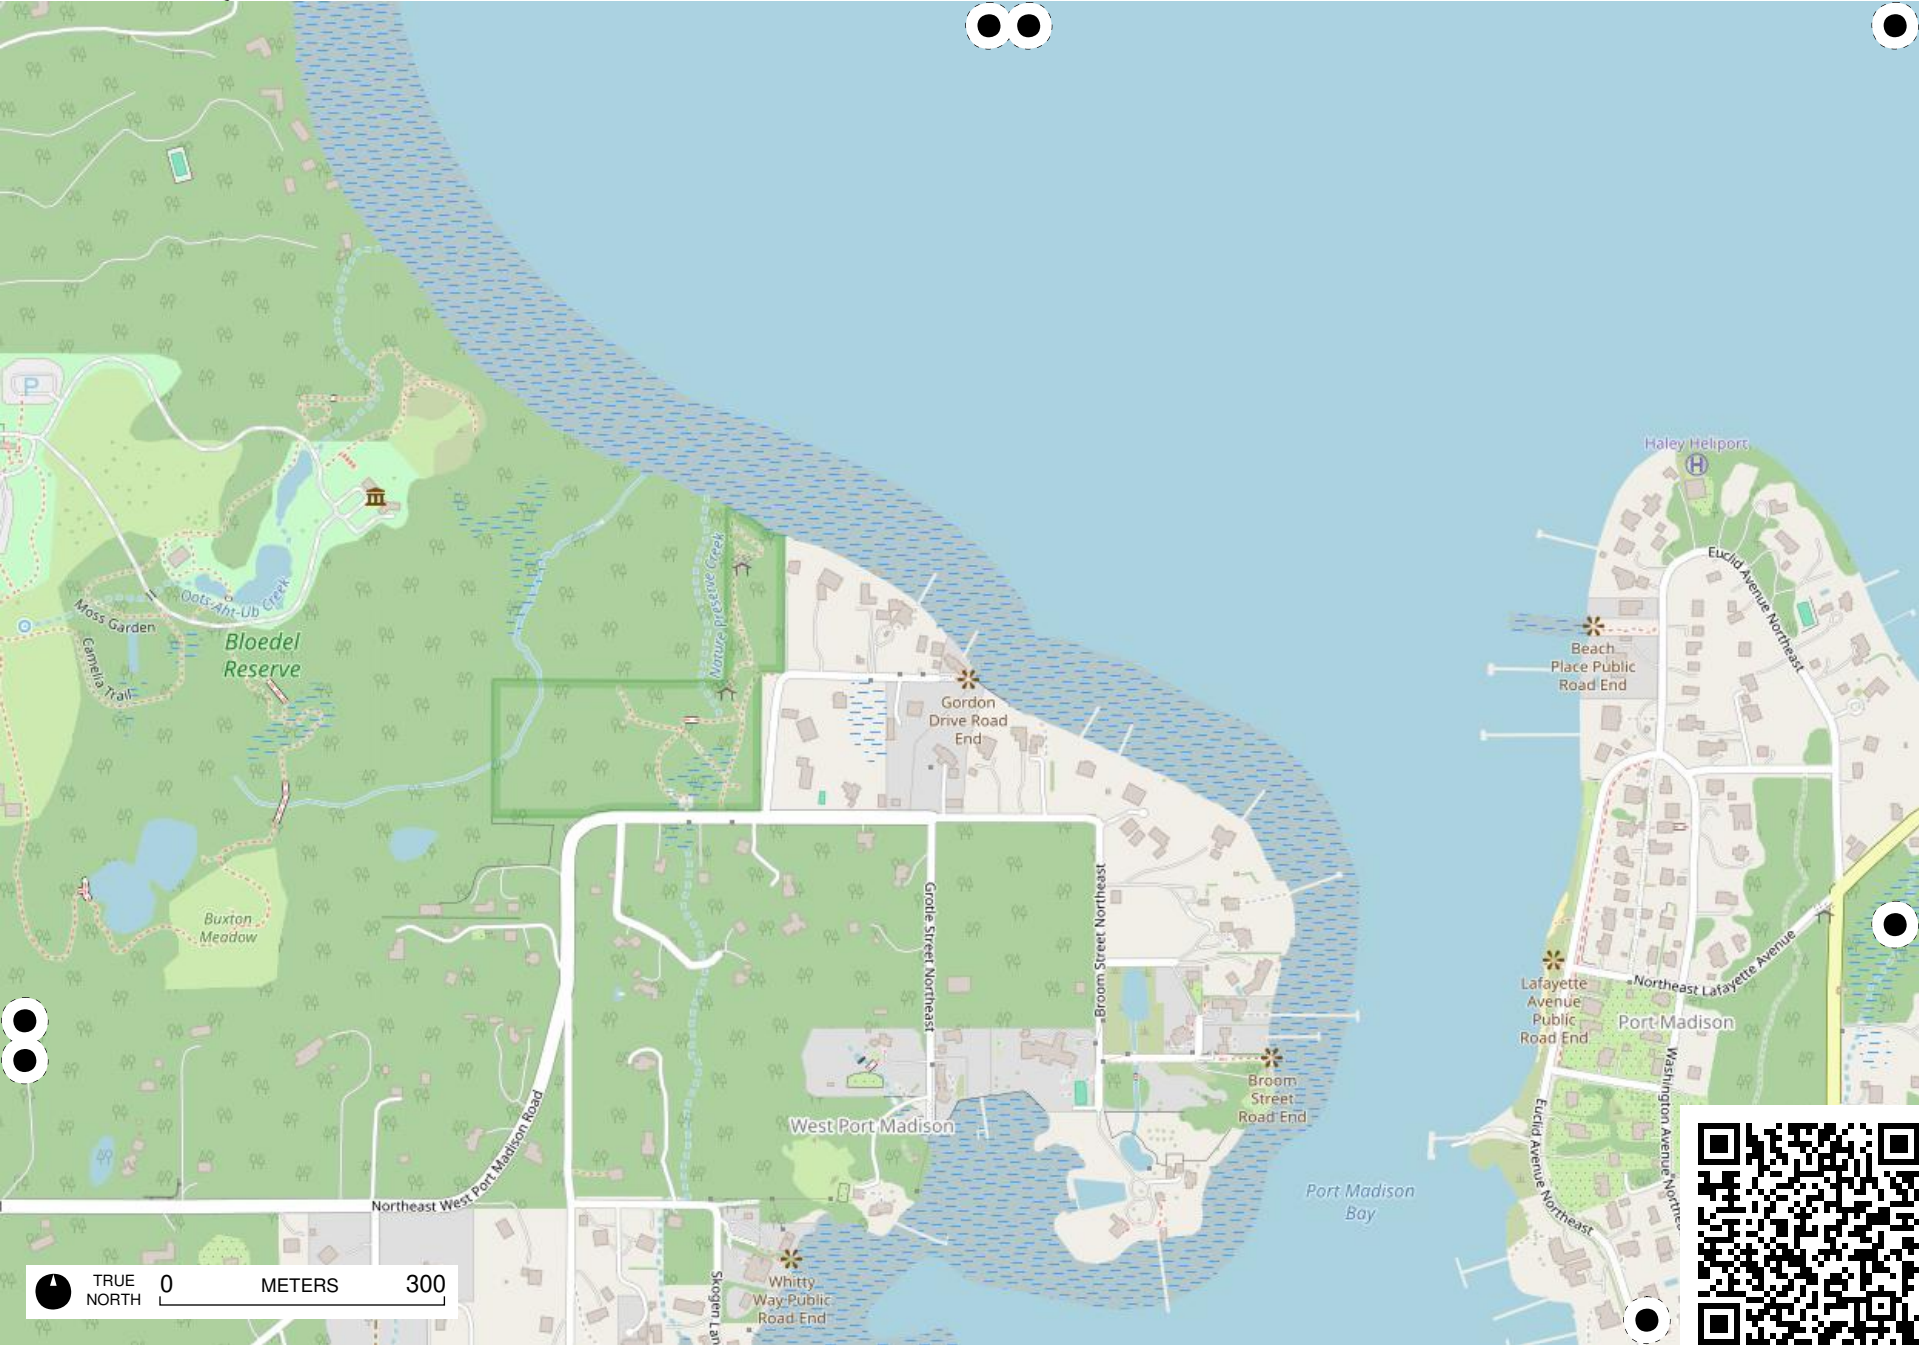 Haley Heliport
H
P
Euclid Avenue Northeast
Nature Preserve Creek
Oots-Aht-Ub Creek
Moss Garden
Camelia Trail
Bloedel
Reserve
Beach
Place Public
Road End
Gordon
Drive Road
End
Buxton
Meadow
Grotle Street Northeast
Broom Street Northeast
Northeast Lafayette Avenue
Lafayette
Avenue
Public
Road End
Port Madison
Broom
Street
Road End
West Port Madison
Northeast West Port Madison Road
Euclid Avenue Northeast
Washington Avenue Northe
Port Madison
Bay
Whitty
Way Public
Road End
Skogen Lan
TRUE
NORTH
0 METERS 300